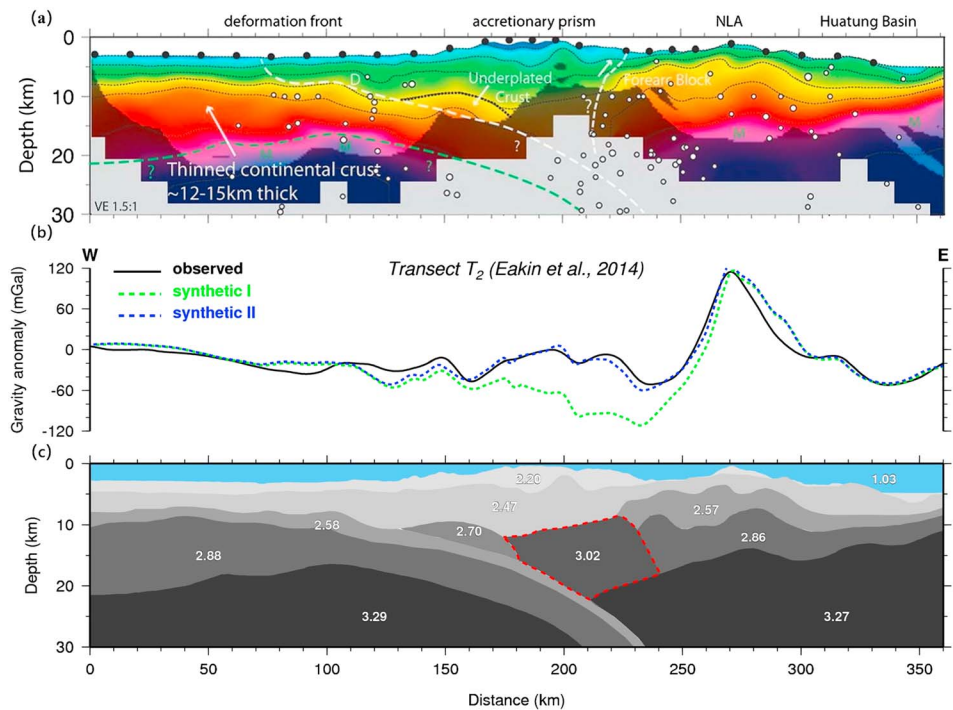 (a)
deformation front accretionary prism NLA Huatung Basin
0
10
20
30
Depth (km)
D
Underplated
Crust
Forearc Block
?
?
?
?
M
M
M
M
Thinned continental crust
~12-15km thick
VE 1.5:1
(b)
W E
Transect T2 (Eakin et al., 2014)
observed
synthetic I
synthetic II
120
60
0
-60
-120
Gravity anomaly (mGal)
(c)
0
10
20
30
Depth (km)
2.20
1.03
2.47
2.57
2.58
2.70
2.86
2.88
3.02
3.29
3.27
0 50 100 150 200 250 300 350
Distance (km)